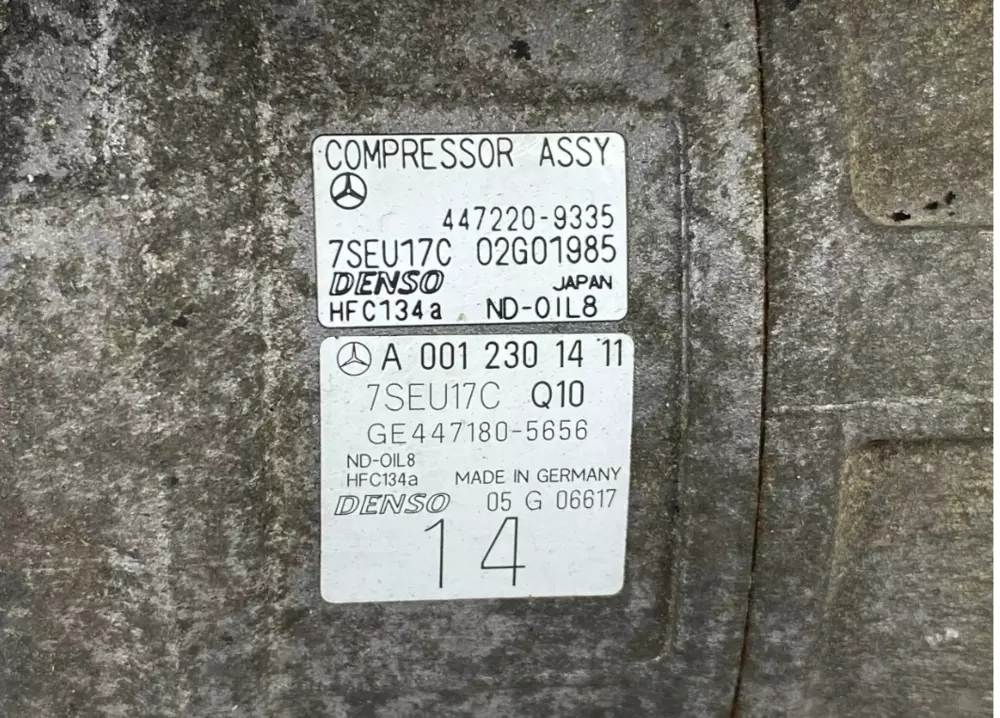 COMPRESSOR ASSY
447220-9335
7SEU17C 02G01985
DENSO JAPAN
HFC134a ND-OIL8
A 001 230 14 11
7SEU17C Q10
GE447180-5656
ND-OIL8
HFC134a MADE IN GERMANY
DENSO 05 G 06617
14